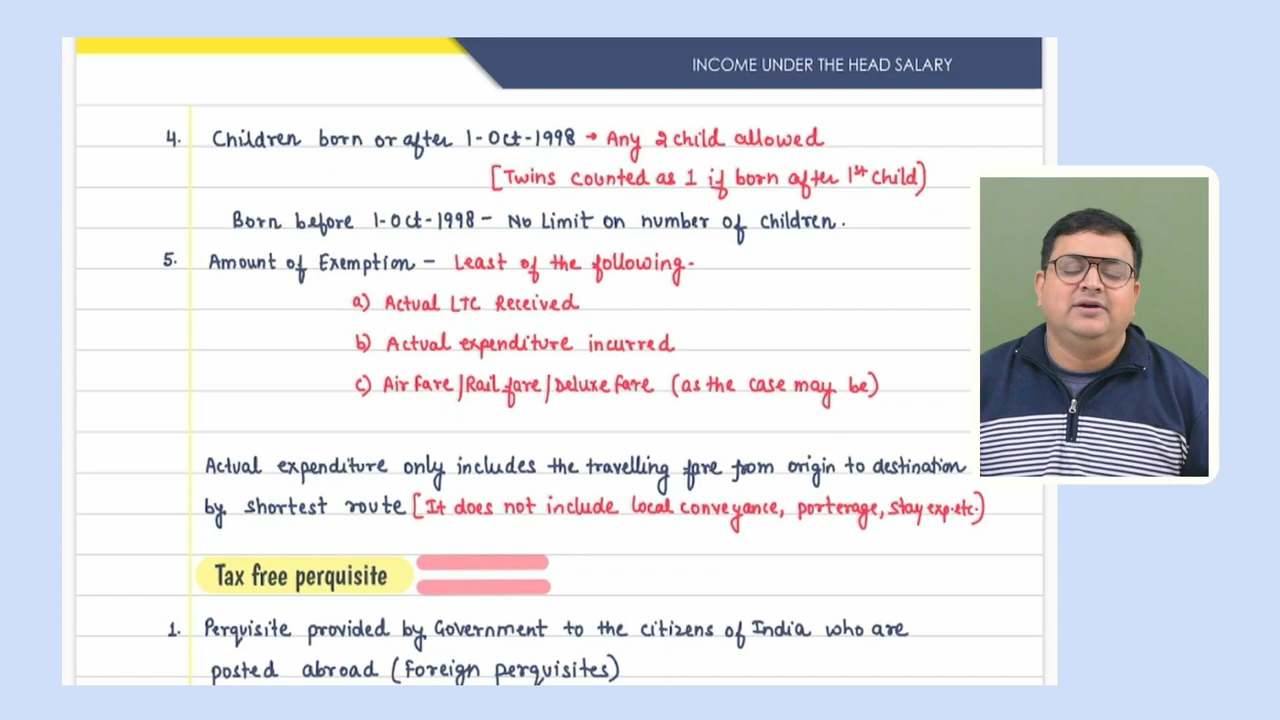 INCOME UNDER THE HEAD SALARY
4. Children born or after 1-Oct-1998 → Any 2 child allowed
[Twins counted as 1 if born after 1st child]
Born before 1-Oct-1998 - No Limit on number of children.
5. Amount of Exemption - Least of the following-
a) Actual LTC Received
b) Actual expenditure incurred
c) Air fare/Rail fare/Deluxe fare (as the case may be)
Actual expenditure only includes the travelling fare from origin to destination
by shortest route [It does not include local conveyance, porterage, stay exp. etc.]
Tax free perquisite
1. Perquisite provided by Government to the citizens of India who are
posted abroad (foreign perquisites)